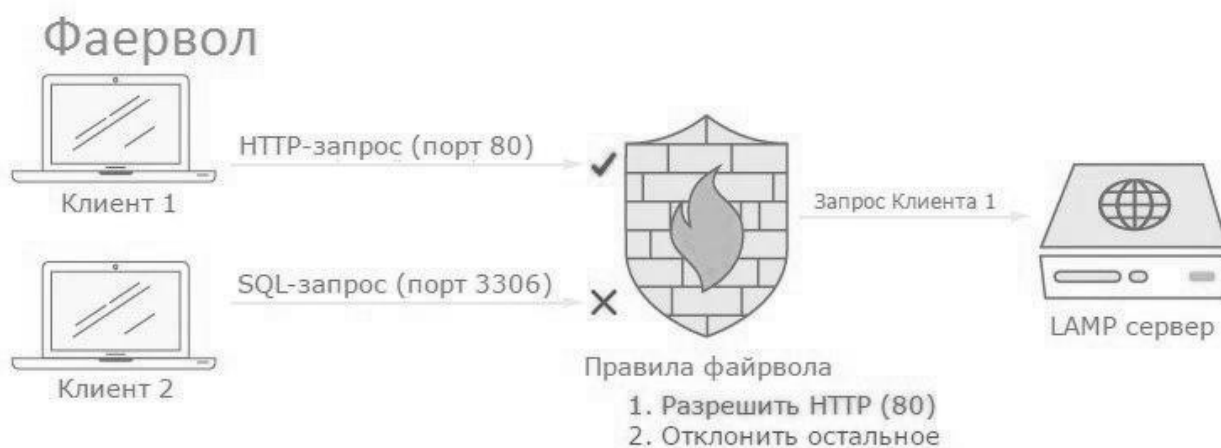 Фаервол
HTTP-запрос (порт 80)
Клиент 1
Запрос Клиента 1
SQL-запрос (порт 3306)
Клиент 2
LAMP сервер
Правила файрвола
1. Разрешить HTTP (80)
2. Отклонить остальное